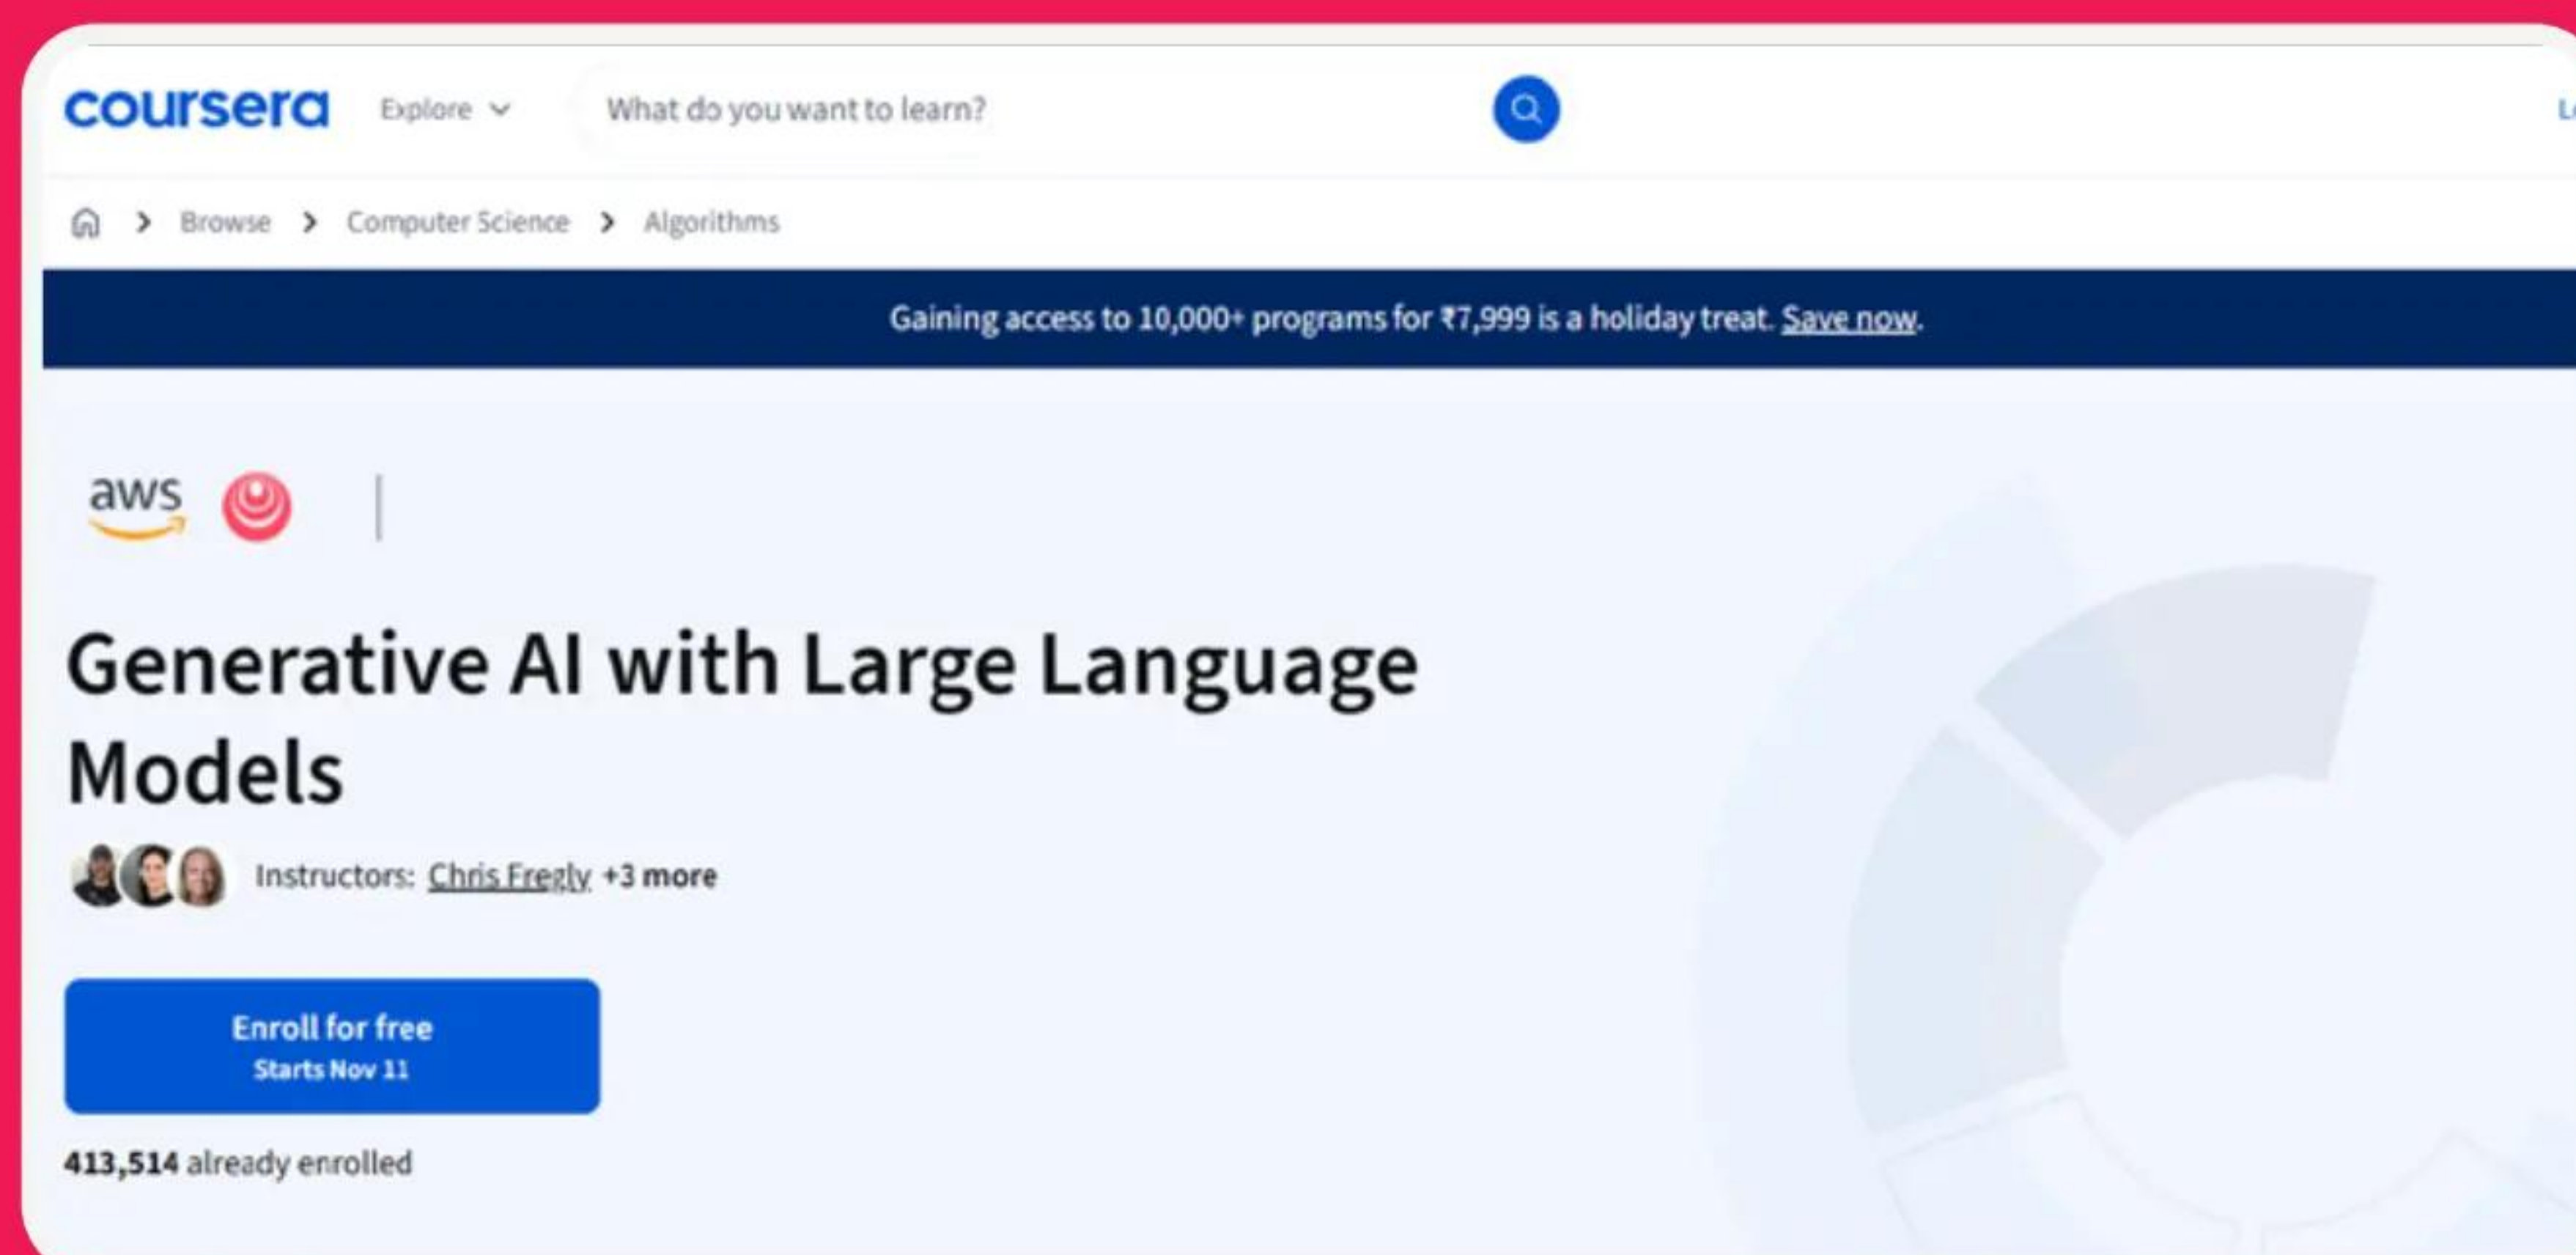 coursera Explore What do you want to learn?
Browse Computer Science Algorithms
Gaining access to 10,000+ programs for ₹7,999 is a holiday treat. Save now.
aws
Generative AI with Large Language
Models
Instructors: Chris Fregly +3 more
Enroll for free
Starts Nov 11
413,514 already enrolled